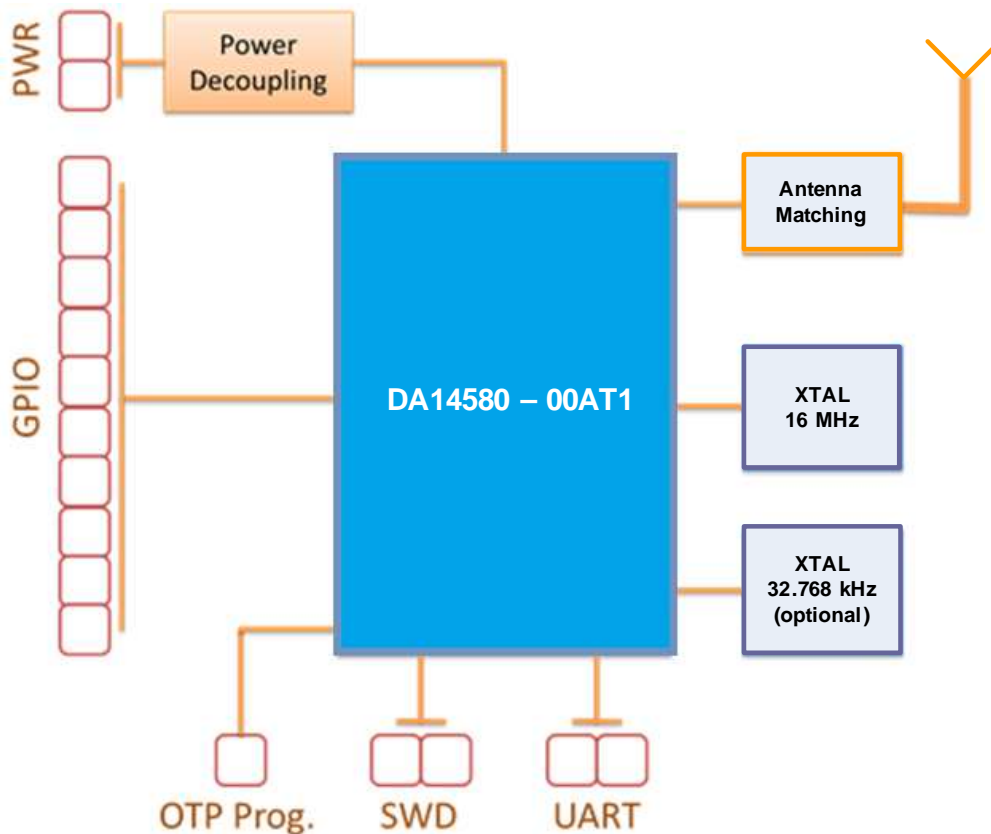 PWR
Power
Decoupling
Antenna
Matching
GPIO
DA14580 – 00AT1
XTAL
16 MHz
XTAL
32.768 kHz
(optional)
OTP Prog.
SWD
UART